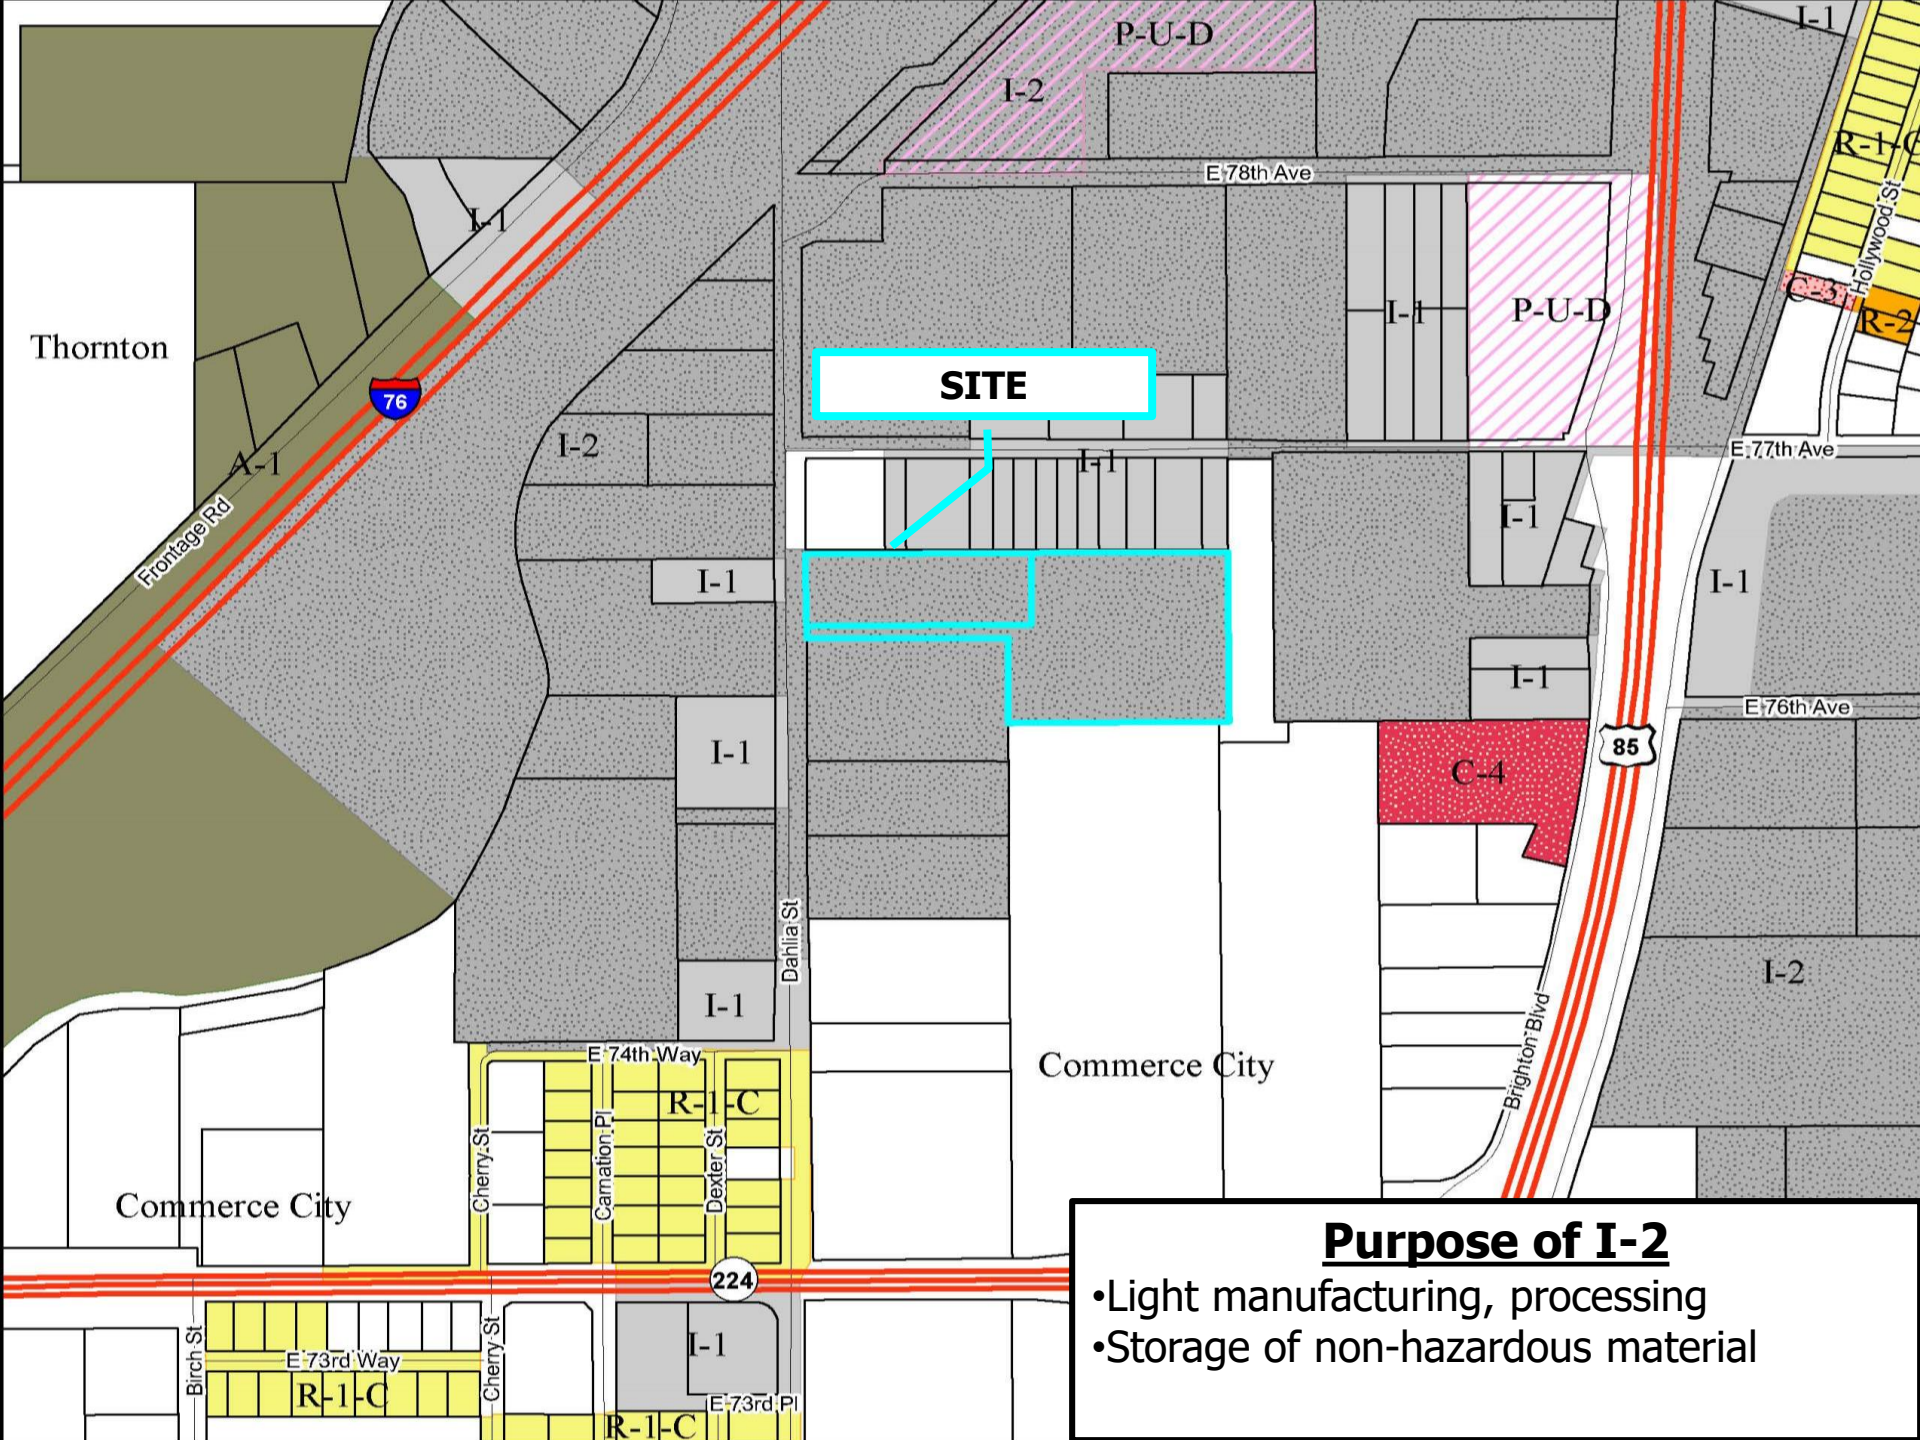 P-U-D
I-1
I-2
R-1-C
E 78th Ave
I-1
Hollywood St
C-3
R-2
I-1
P-U-D
Thornton
SITE
76
I-2
A-1
I-1
E 77th Ave
Frontage Rd
I-1
I-1
I-1
I-1
E 76th Ave
I-1
85
C-4
Dahlia St
I-2
I-1
Brighton Blvd
E 74th Way
Commerce City
R-1-C
Cherry St
Carnation Pl
Dexter St
Commerce City
224
Purpose of I-2
•Light manufacturing, processing
•Storage of non-hazardous material
Birch St
E 73rd Way
Cherry St
I-1
R-1-C
E 73rd Pl
R-1-C